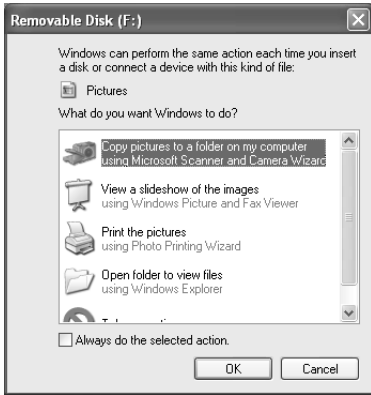 Removable Disk (F:)
Windows can perform the same action each time you insert
a disk or connect a device with this kind of file:
Pictures
What do you want Windows to do?
Copy pictures to a folder on my computer
using Microsoft Scanner and Camera Wizard
View a slideshow of the images
using Windows Picture and Fax Viewer
Print the pictures
using Photo Printing Wizard
Open folder to view files
using Windows Explorer
Always do the selected action.
OK Cancel